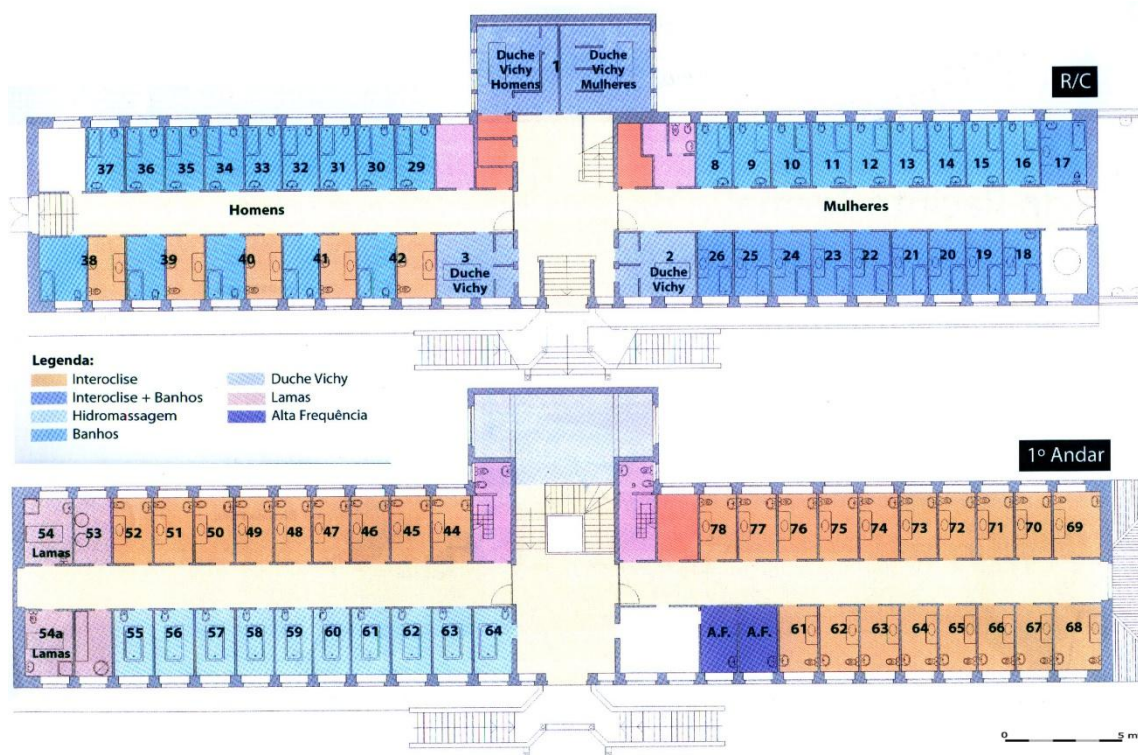 Duche
Vichy
Homens
1
Duche
Vichy
Mulheres
R/C
37 36 35 34 33 32 31 30 29
8 9 10 11 12 13 14 15 16 17
Homens
Mulheres
38 39 40 41 42
3
Duche
Vichy
2
Duche
Vichy
26 25 24 23 22 21 20 19 18
Legenda:
Interoclise
Interoclise + Banhos
Hidromassagem
Banhos
Duche Vichy
Lamas
Alta Frequência
1º Andar
54
Lamas
53 52 51 50 49 48 47 46 45 44
78 77 76 75 74 73 72 71 70 69
54a
Lamas
55 56 57 58 59 60 61 62 63 64
A.F. A.F. 61 62 63 64 65 66 67 68
0 5 m